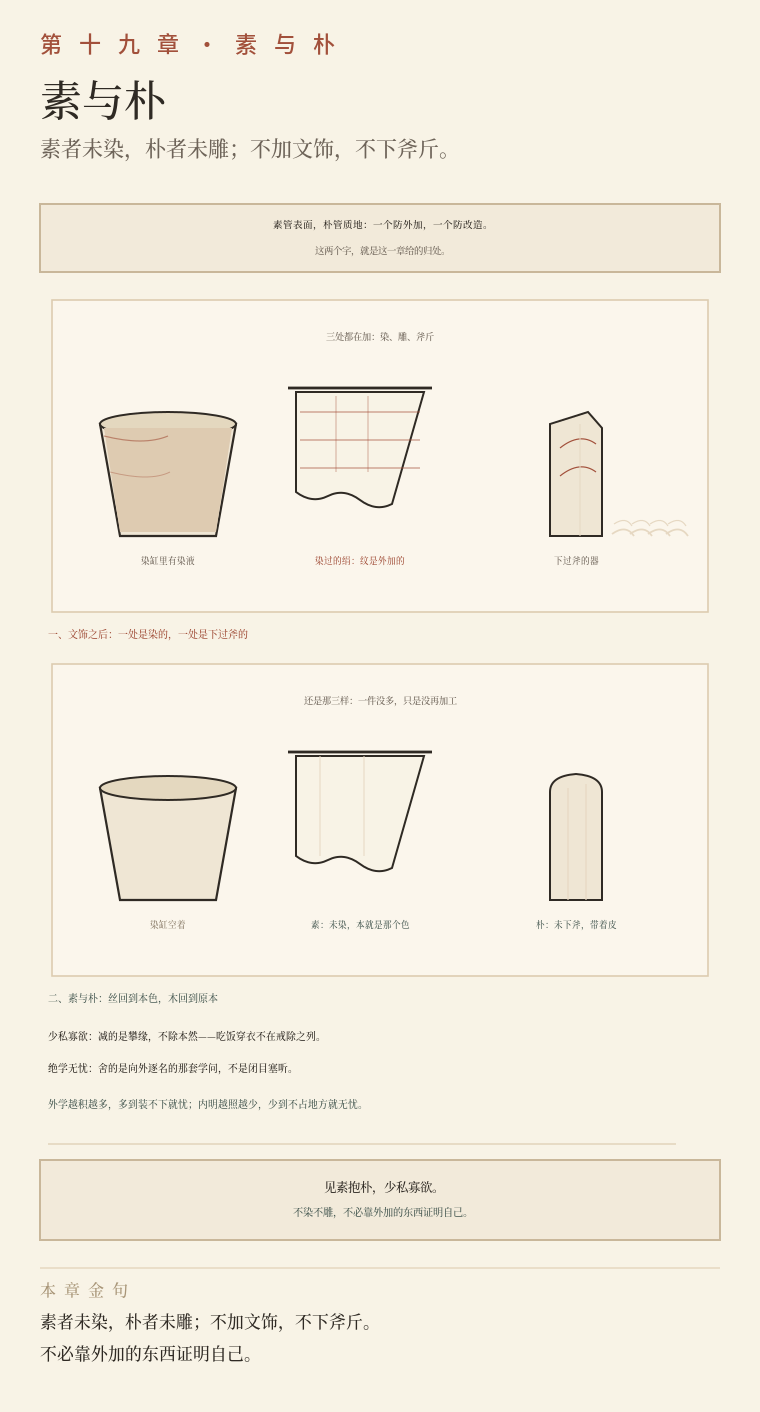 第十九章・素与朴
素与朴
素者未染，朴者未雕；不加文饰，不下斧斤。
素管表面，朴管质地：一个防外加，一个防改造。
这两个字，就是这一章给的归处。
三处都在加：染、雕、斧斤
染缸里有染液
染过的绢：纹是外加的
下过斧的器
一、文饰之后：一处是染的，一处是下过斧的
还是那三样：一件没多，只是没再加工
染缸空着
素：未染，本就是那个色
朴：未下斧，带着皮
二、素与朴：丝回到本色，木回到原本
少私寡欲：减的是攀缘，不除本然——吃饭穿衣不在戒除之列。
绝学无忧：舍的是向外逐名的那套学问，不是闭目塞听。
外学越积越多，多到装不下就忧；内明越照越少，少到不占地方就无忧。
见素抱朴，少私寡欲。
不染不雕，不必靠外加的东西证明自己。
本章金句
素者未染，朴者未雕；不加文饰，不下斧斤。
不必靠外加的东西证明自己。